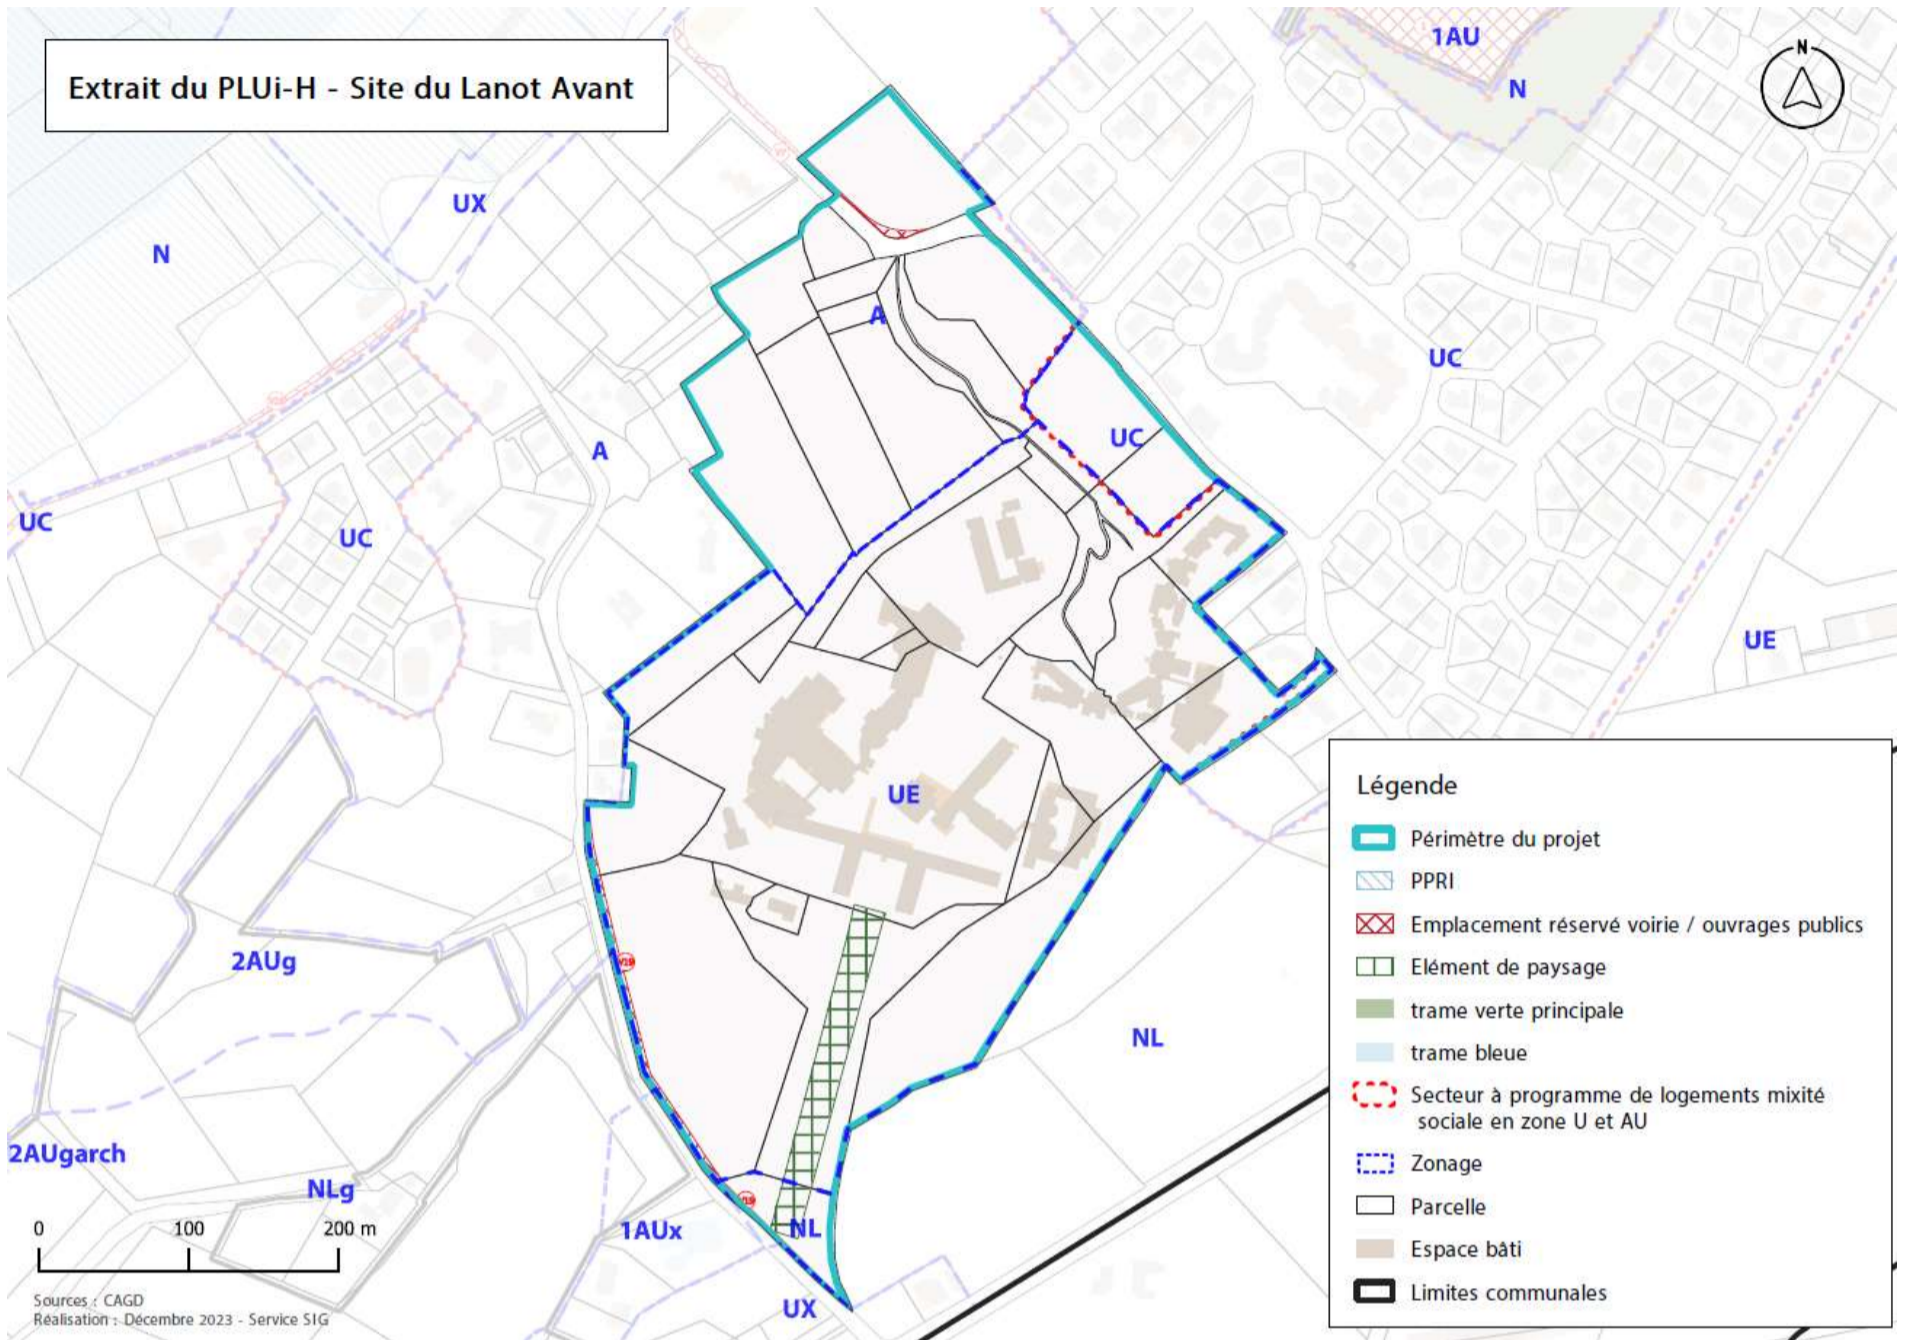 Extrait du PLUi-H - Site du Lanot Avant
1AU
N
N
UX
N
A
UC
A
UC
UC
UC
UE
UE
2AUg
NL
2AUgarch
NLg
1AUx
NL
UX
V19
V19
0 100 200 m
Sources : CAGD
Réalisation : Décembre 2023 - Service SIG
Légende
Périmètre du projet
PPRI
Emplacement réservé voirie / ouvrages publics
Elément de paysage
trame verte principale
trame bleue
Secteur à programme de logements mixité
sociale en zone U et AU
Zonage
Parcelle
Espace bâti
Limites communales